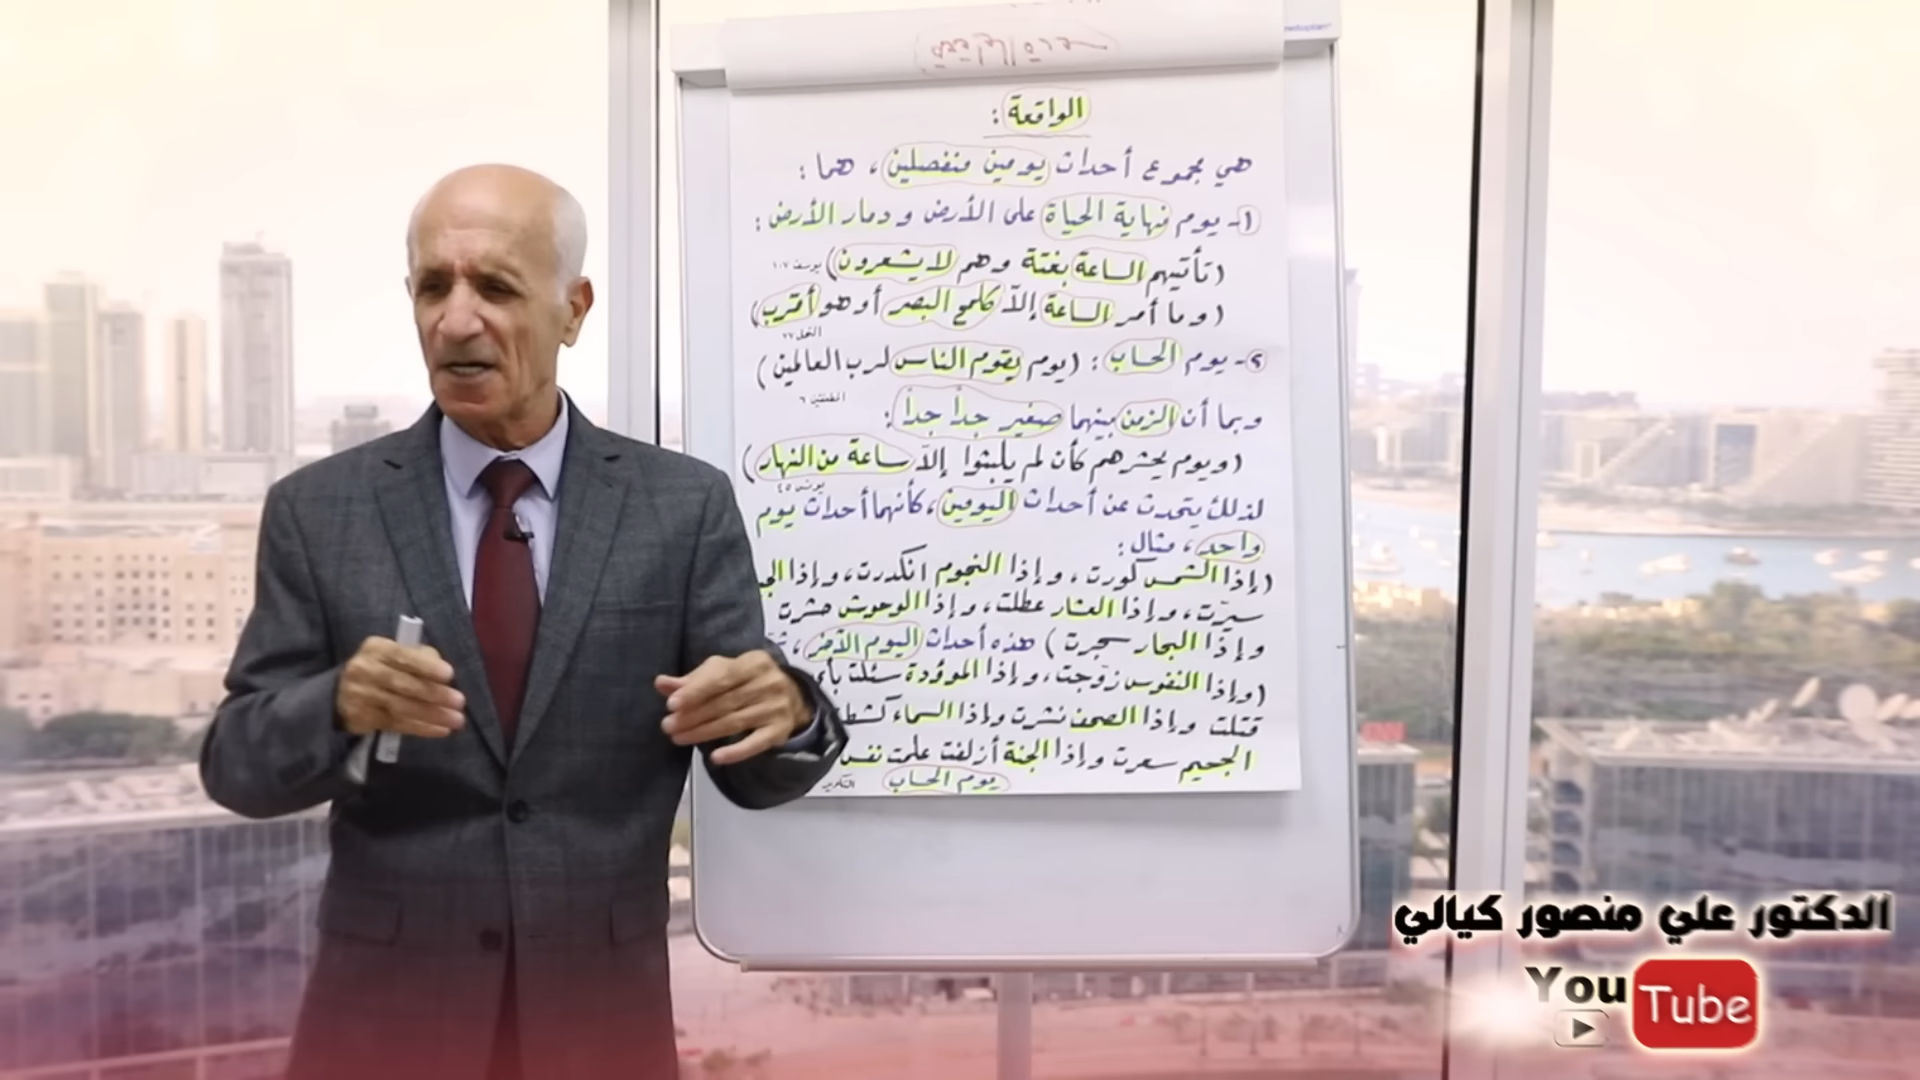 الواقعة :
هي مجموع أحداث يومين منفصلين ، هما :
١- يوم نهاية الحياة على الأرض و دمار الأرض :
( تأتيهم الساعة بغتة وهم لا يشعرون ) يوسف ١٠٧
( وما أمر الساعة إلاّ كلمح البصر أو هو أقرب )
النحل ٧٧
٢- يوم الحساب : ( يوم يقوم الناس لرب العالمين )
المطففين ٦
وبما أن الزمن بينهما صغير جداً جداً :
( ويوم يحشرهم كأن لم يلبثوا إلاّ ساعة من النهار )
يونس ٤٥
لذلك يتحدث عن أحداث اليومين ، كأنهما أحداث يوم
واحد ، مثال :
( إذا الشمس كورت ، وإذا النجوم انكدرت ، وإذا الجبا
سيرّت ، وإذا العشار عطلت ، وإذا الوحوش حشرت
وإذا البحار سجرت ) هذه أحداث اليوم الآخر ،
( وإذا النفوس زوّجت ، وإذا الموؤدة سئلت بأي
قتلت وإذا الصحف نشرت وإذا السماء كشطت
الجحيم سعرت وإذا الجنة أزلفت علمت نفس
يوم الحساب التكوير
الدكتور علي منصور كيالي
YouTube